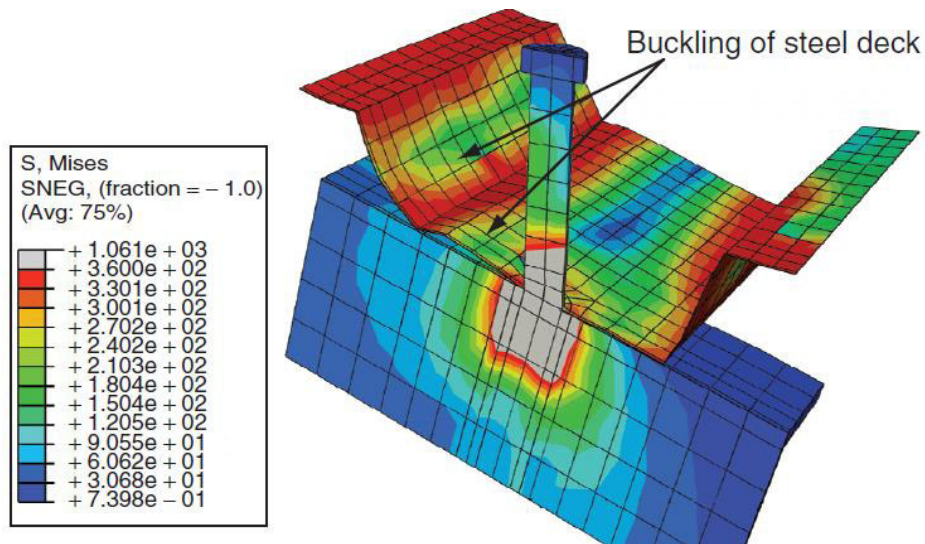 Buckling of steel deck
S, Mises
SNEG, (fraction = − 1.0)
(Avg: 75%)
+ 1.061e + 03
+ 3.600e + 02
+ 3.301e + 02
+ 3.001e + 02
+ 2.702e + 02
+ 2.402e + 02
+ 2.103e + 02
+ 1.804e + 02
+ 1.504e + 02
+ 1.205e + 02
+ 9.055e + 01
+ 6.062e + 01
+ 3.068e + 01
+ 7.398e − 01